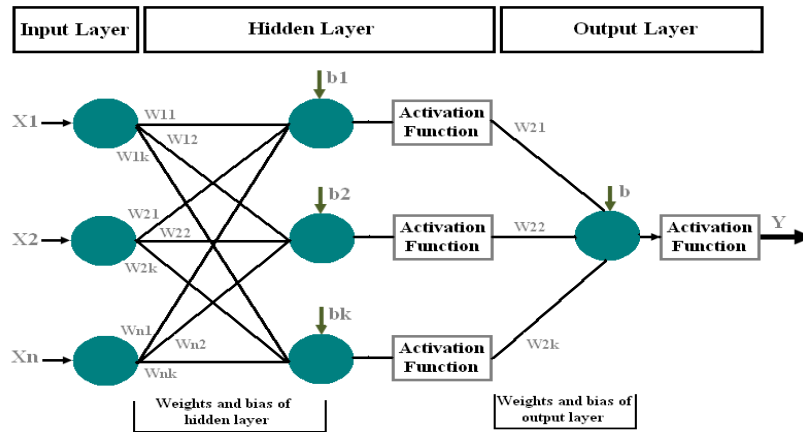 Input Layer
Hidden Layer
Output Layer
b1
X1
W11
W12
W1k
Activation
Function
W21
b2
b
X2
W21
W22
W2k
Activation
Function
W22
Activation
Function
Y
bk
Xn
Wn1
Wn2
Wnk
Activation
Function
W2k
Weights and bias of
hidden layer
Weights and bias of
output layer